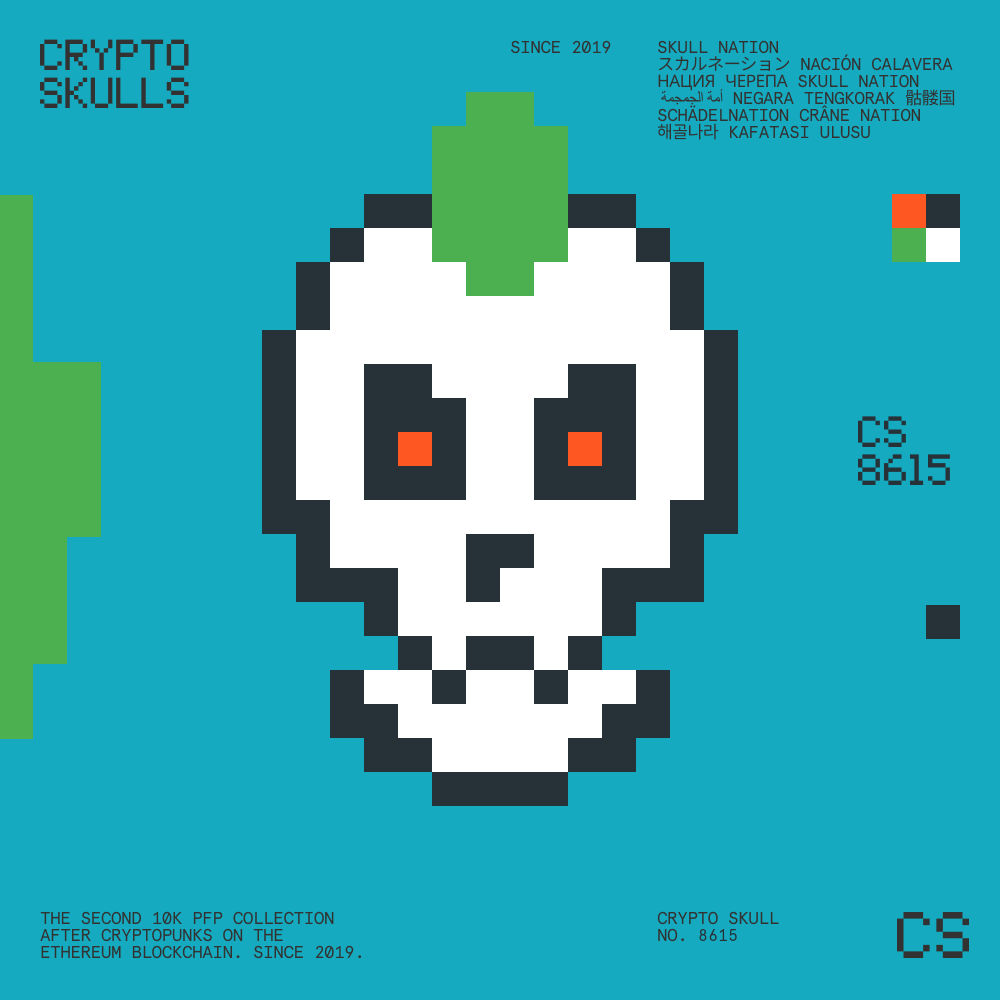 CRYPTO
SKULLS
SINCE 2019
SKULL NATION
スカルネーション NACIÓN CALAVERA
НАЦИЯ ЧЕРЕПА SKULL NATION
أمة الجمجمة NEGARA TENGKORAK 骷髅国
SCHÄDELNATION CRÂNE NATION
해골나라 KAFATASI ULUSU
CS
8615
THE SECOND 10K PFP COLLECTION
AFTER CRYPTOPUNKS ON THE
ETHEREUM BLOCKCHAIN. SINCE 2019.
CRYPTO SKULL
NO. 8615
CS